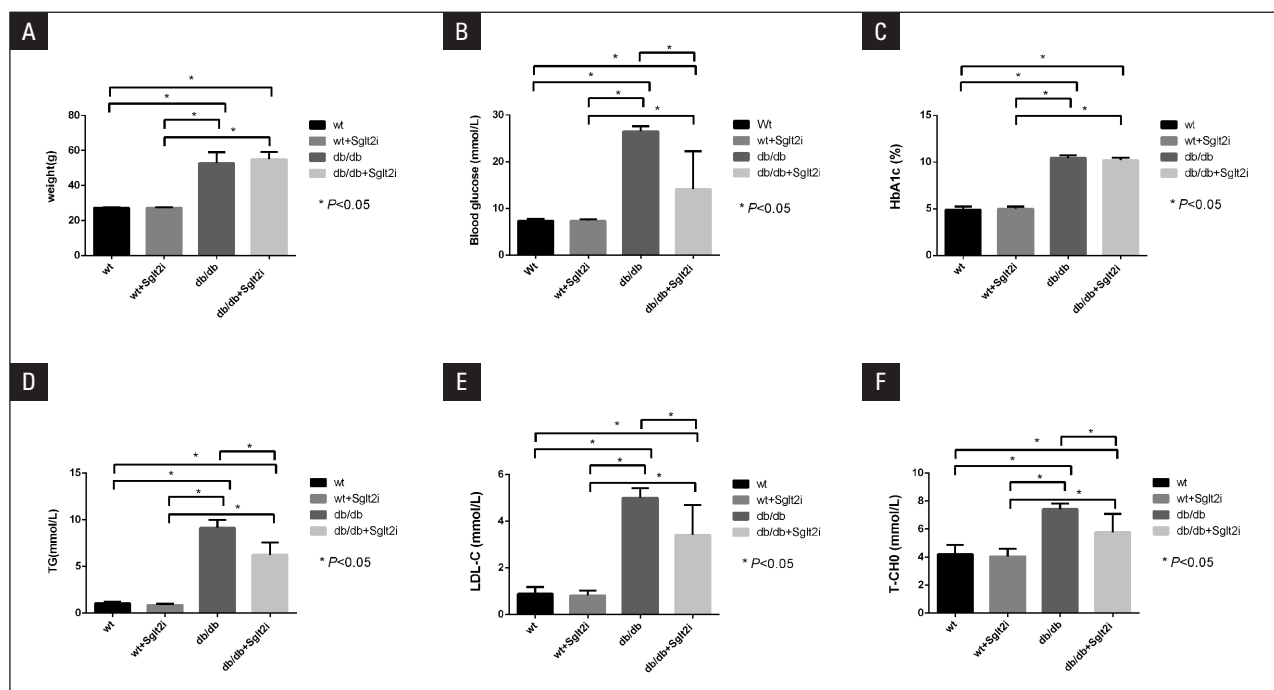 A
*
*
*
*
80
60
40
20
0
weight(g)
wt
wt+Sglt2i
db/db
db/db+Sglt2i
wt
wt+Sglt2i
db/db
db/db+Sglt2i
* P<0.05
B
*
*
*
*
*
30
20
10
0
Blood glucose (mmol/L)
Wt
wt+Sglt2i
db/db
db/db+Sglt2i
Wt
wt+Sglt2i
db/db
db/db+Sglt2i
* P<0.05
C
*
*
*
*
15
10
5
0
HbA1c (%)
wt
wt+Sglt2i
db/db
db/db+Sglt2i
wt
wt+Sglt2i
db/db
db/db+Sglt2i
* P<0.05
D
*
*
*
*
*
15
10
5
0
TG(mmol/L)
wt
wt+Sglt2i
db/db
db/db+Sglt2i
wt
wt+Sglt2i
db/db
db/db+Sglt2i
* P<0.05
E
*
*
*
*
*
6
4
2
0
LDL-C (mmol/L)
wt
wt+Sglt2i
db/db
db/db+Sglt2i
wt
wt+Sglt2i
db/db
db/db+Sglt2i
* P<0.05
F
*
*
*
*
*
10
8
6
4
2
0
T-CH0 (mmol/L)
wt
wt+Sglt2i
db/db
db/db+Sglt2i
wt
wt+Sglt2i
db/db
db/db+Sglt2i
* P<0.05